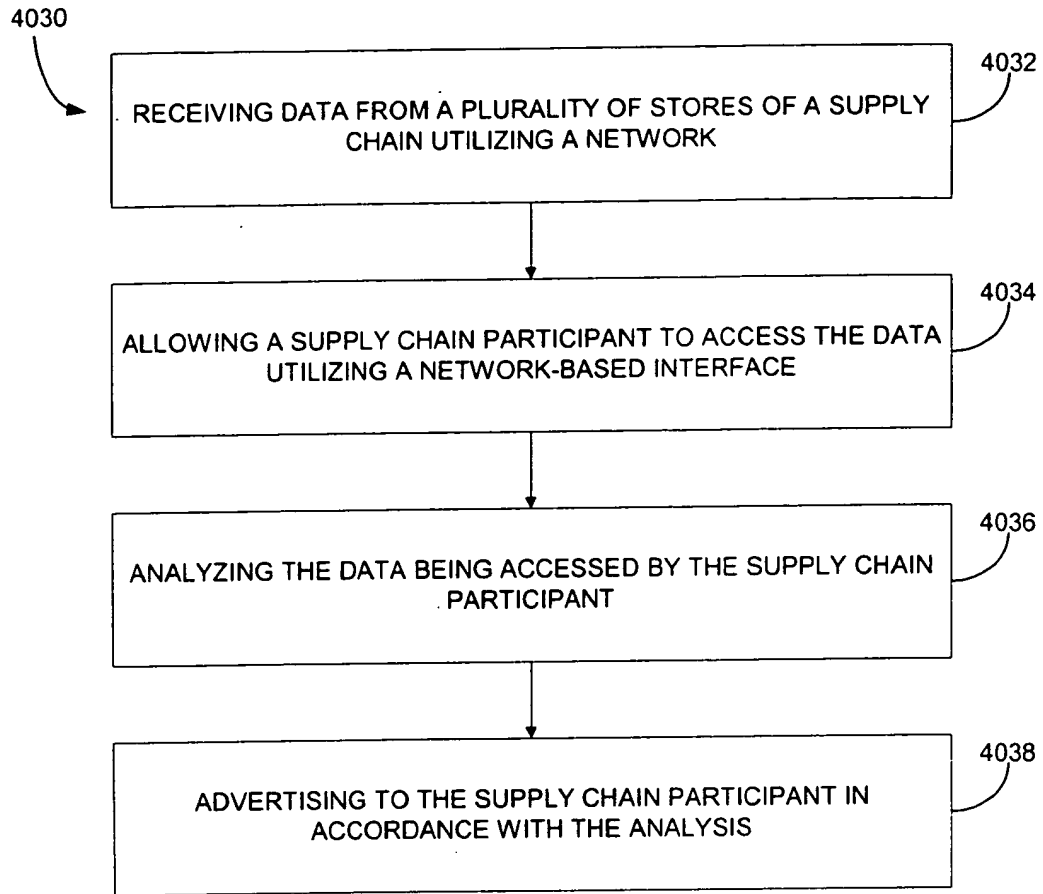 4030
4032
RECEIVING DATA FROM A PLURALITY OF STORES OF A SUPPLY
CHAIN UTILIZING A NETWORK
4034
ALLOWING A SUPPLY CHAIN PARTICIPANT TO ACCESS THE DATA
UTILIZING A NETWORK-BASED INTERFACE
4036
ANALYZING THE DATA BEING ACCESSED BY THE SUPPLY CHAIN
PARTICIPANT
4038
ADVERTISING TO THE SUPPLY CHAIN PARTICIPANT IN
ACCORDANCE WITH THE ANALYSIS